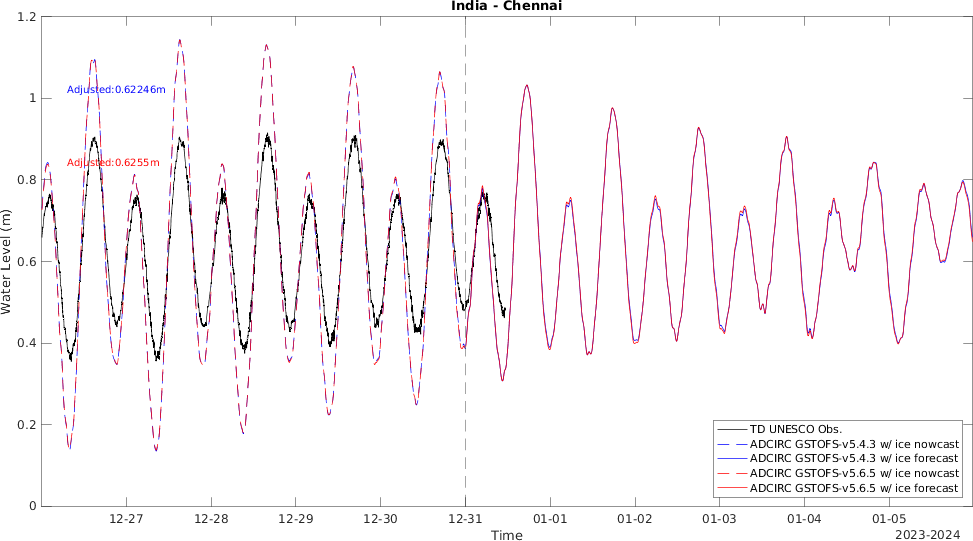 India - Chennai
1.2
1
0.8
0.6
0.4
0.2
0
Water Level (m)
Adjusted:0.62246m
Adjusted:0.6255m
TD UNESCO Obs.
ADCIRC GSTOFS-v5.4.3 w/ ice nowcast
ADCIRC GSTOFS-v5.4.3 w/ ice forecast
ADCIRC GSTOFS-v5.6.5 w/ ice nowcast
ADCIRC GSTOFS-v5.6.5 w/ ice forecast
12-27 12-28 12-29 12-30 12-31 01-01 01-02 01-03 01-04 01-05
Time
2023-2024